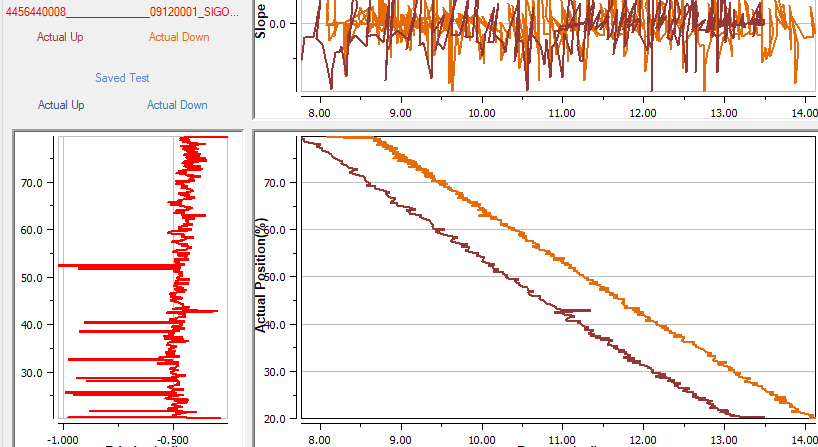 4456440008______________09120001_SIGO...
Actual Up Actual Down
Saved Test
Actual Up Actual Down
Slope
0.0
8.00 9.00 10.00 11.00 12.00 13.00 14.00
70.0
60.0
50.0
40.0
30.0
-1.000 -0.500
Actual Position(%)
70.0
60.0
50.0
40.0
30.0
20.0
8.00 9.00 10.00 11.00 12.00 13.00 14.00